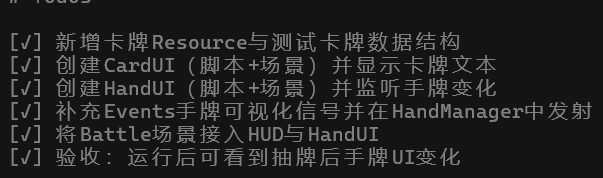 # Todos
[✓] 新增卡牌Resource与测试卡牌数据结构
[✓] 创建CardUI（脚本+场景）并显示卡牌文本
[✓] 创建HandUI（脚本+场景）并监听手牌变化
[✓] 补充Events手牌可视化信号并在HandManager中发射
[✓] 将Battle场景接入HUD与HandUI
[✓] 验收：运行后可看到抽牌后手牌UI变化